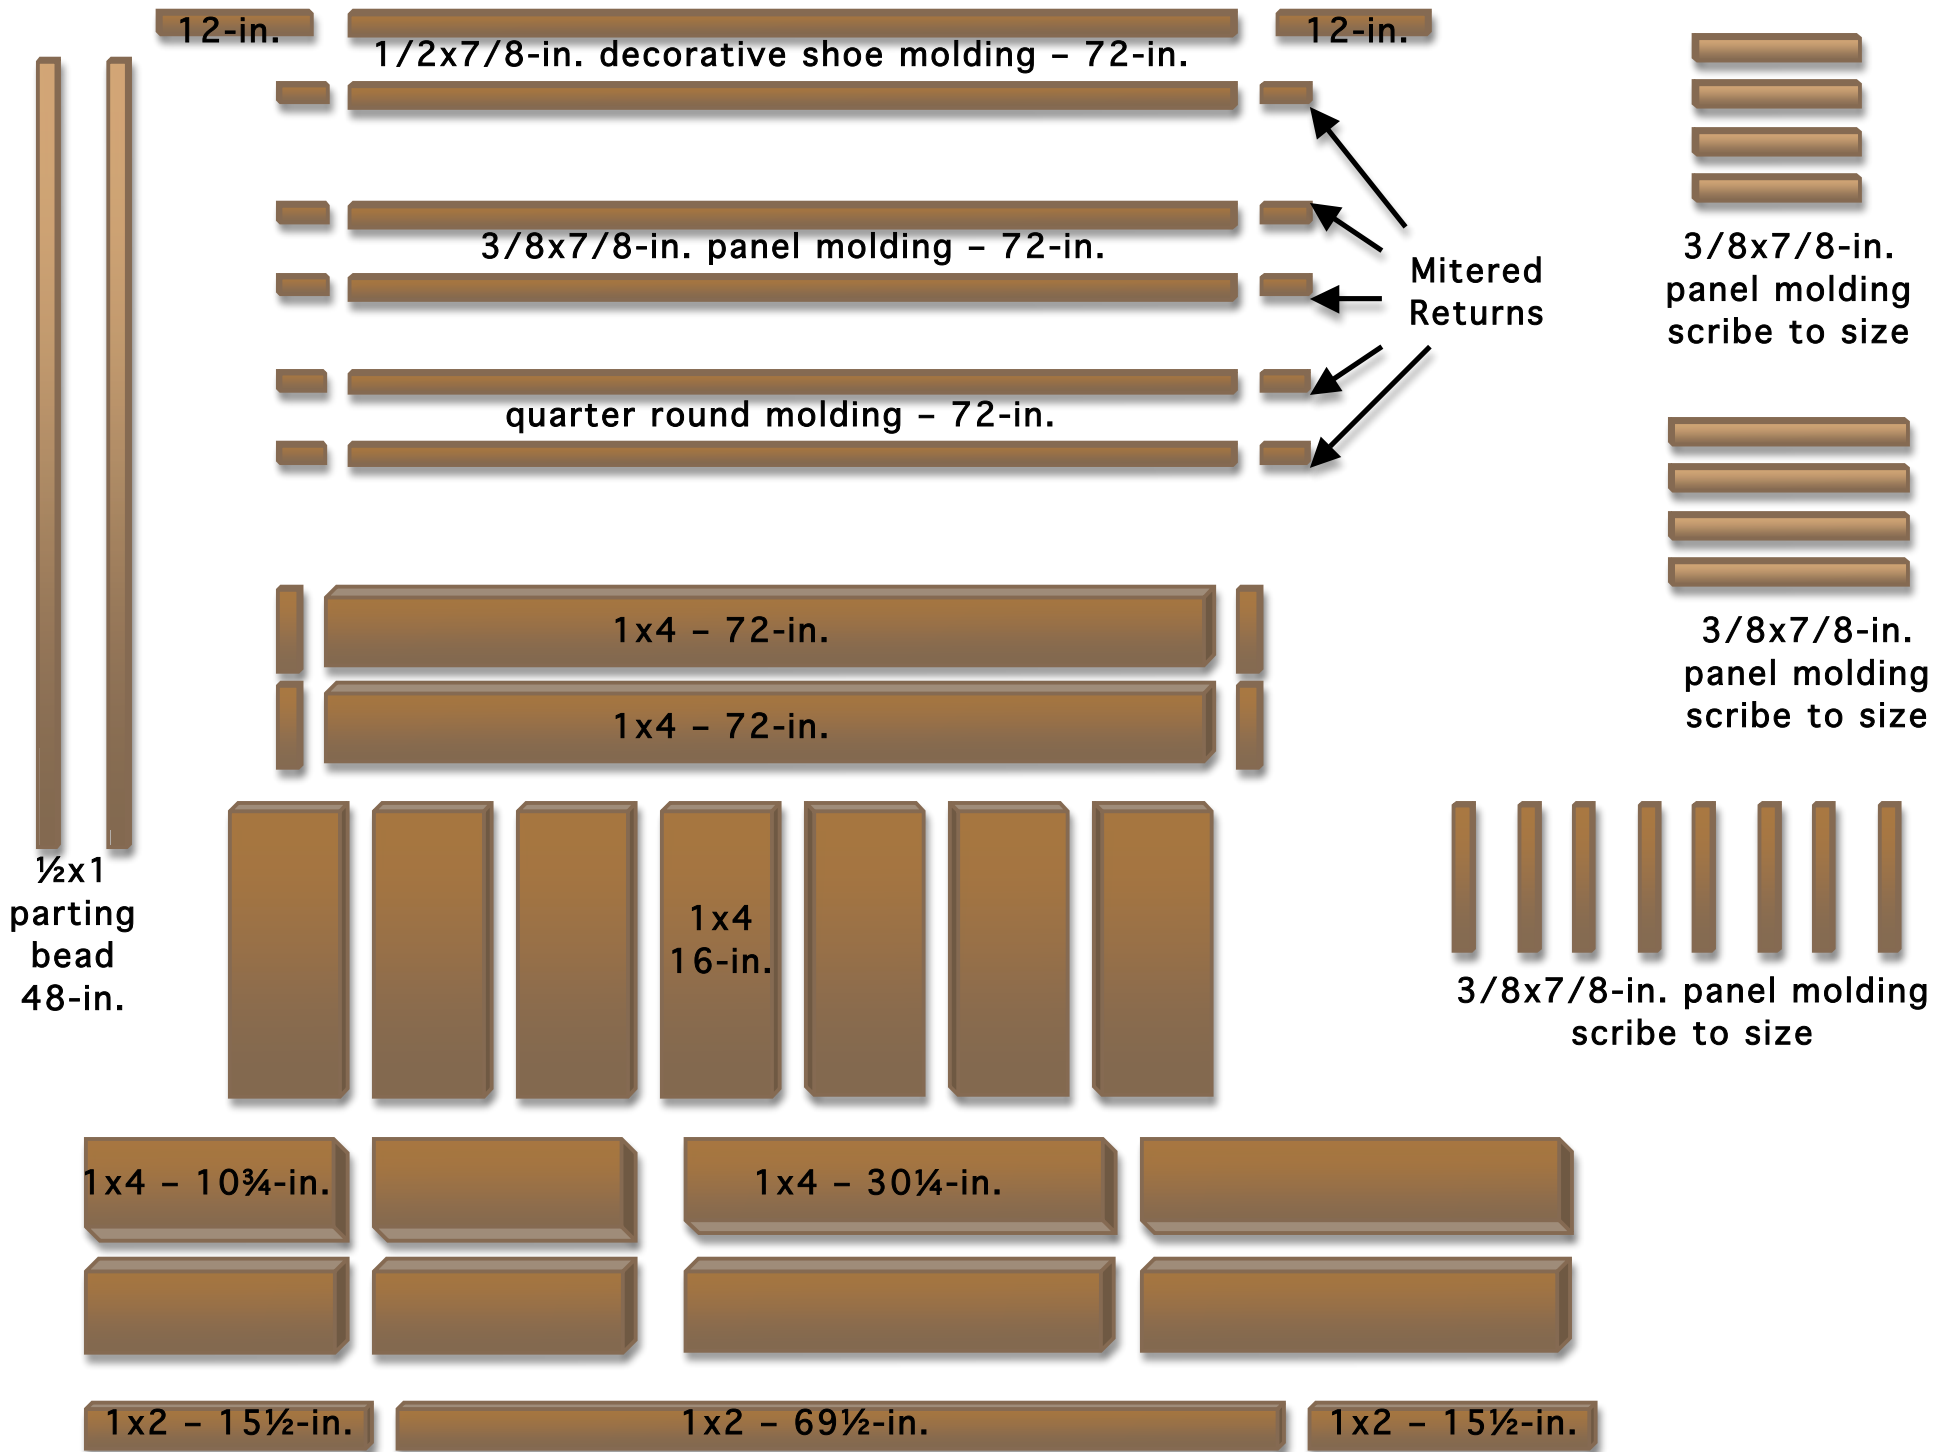 12-in.
12-in.
1/2x7/8-in. decorative shoe molding – 72-in.
3/8x7/8-in. panel molding – 72-in.
Mitered
Returns
3/8x7/8-in.
panel molding
scribe to size
quarter round molding – 72-in.
1x4 – 72-in.
3/8x7/8-in.
panel molding
scribe to size
1x4 – 72-in.
½x1
parting
bead
48-in.
1x4
16-in.
3/8x7/8-in. panel molding
scribe to size
1x4 – 10¾-in.
1x4 – 30¼-in.
1x2 – 15½-in.
1x2 – 69½-in.
1x2 – 15½-in.